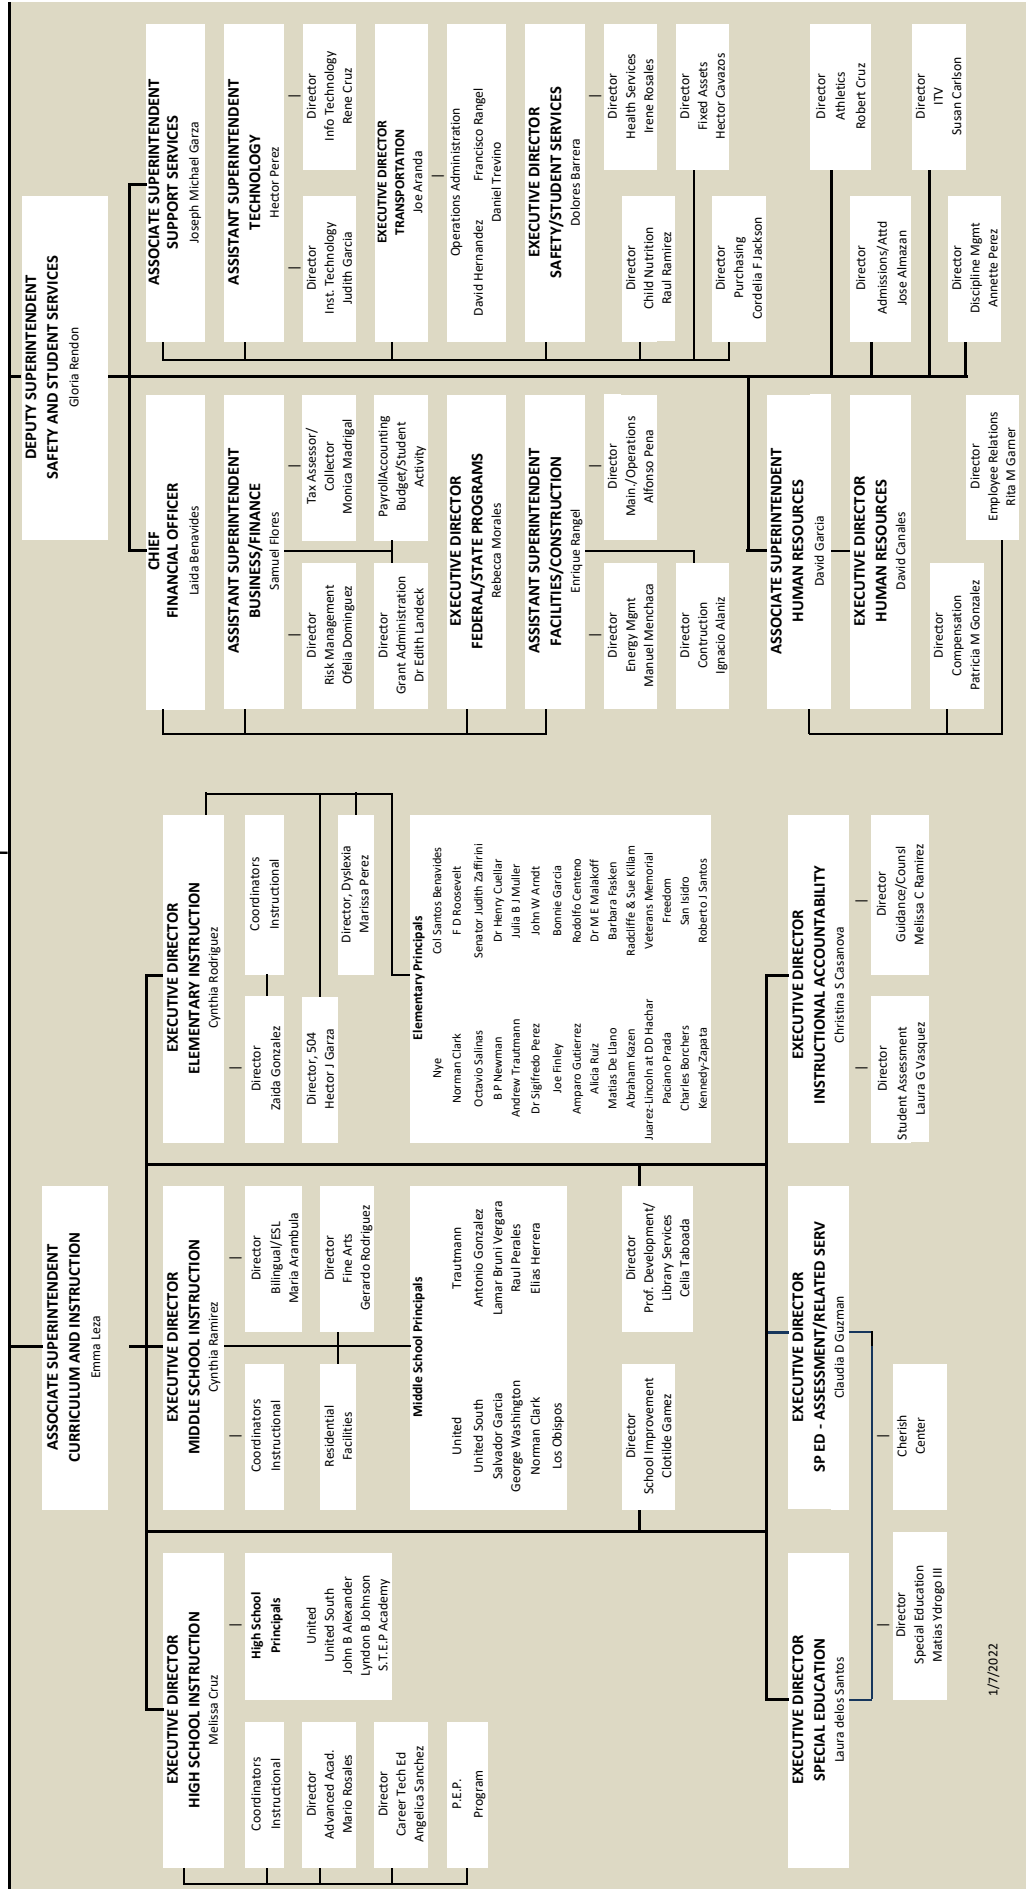 DEPUTY SUPERINTENDENT
SAFETY AND STUDENT SERVICES
Gloria Rendon
ASSOCIATE SUPERINTENDENT
CURRICULUM AND INSTRUCTION
Emma Leza
EXECUTIVE DIRECTOR
HIGH SCHOOL INSTRUCTION
Melissa Cruz
Coordinators
Instructional
High School
Principals
United
United South
John B Alexander
Lyndon B Johnson
S.T.E.P Academy
Director
Advanced Acad.
Mario Rosales
Director
Career Tech Ed
Angelica Sanchez
P.E.P.
Program
EXECUTIVE DIRECTOR
MIDDLE SCHOOL INSTRUCTION
Cynthia Ramirez
Coordinators
Instructional
Director
Bilingual/ESL
Maria Arambula
Residential
Facilities
Director
Fine Arts
Gerardo Rodriguez
Middle School Principals
United
United South
Salvador Garcia
George Washington
Norman Clark
Los Obispos
Trautmann
Antonio Gonzalez
Lamar Bruni Vergara
Raul Perales
Elias Herrera
Director
School Improvement
Clotilde Gamez
Director
Prof. Development/
Library Services
Celia Taboada
EXECUTIVE DIRECTOR
ELEMENTARY INSTRUCTION
Cynthia Rodriguez
Director
Zaida Gonzalez
Coordinators
Instructional
Director, 504
Hector J Garza
Director, Dyslexia
Marissa Perez
Elementary Principals
Nye
Norman Clark
Octavio Salinas
B P Newman
Andrew Trautmann
Dr Sigifredo Perez
Joe Finley
Amparo Gutierrez
Alicia Ruiz
Matias De Llano
Abraham Kazen
Juarez-Lincoln at DD Hachar
Paciano Prada
Charles Borchers
Kennedy-Zapata
Col Santos Benavides
F D Roosevelt
Senator Judith Zaffirini
Dr Henry Cuellar
Julia B J Muller
John W Arndt
Bonnie Garcia
Rodolfo Centeno
Dr M E Malakoff
Barbara Fasken
Radcliffe & Sue Killam
Veterans Memorial
Freedom
San Isidro
Roberto J Santos
EXECUTIVE DIRECTOR
SPECIAL EDUCATION
Laura delos Santos
EXECUTIVE DIRECTOR
SP ED - ASSESSMENT/RELATED SERV
Claudia D Guzman
Director
Special Education
Matias Ydrogo III
Cherish
Center
EXECUTIVE DIRECTOR
INSTRUCTIONAL ACCOUNTABILITY
Christina S Casanova
Director
Student Assessment
Laura G Vasquez
Director
Guidance/Counsl
Melissa C Ramirez
CHIEF
FINANCIAL OFFICER
Laida Benavides
ASSISTANT SUPERINTENDENT
BUSINESS/FINANCE
Samuel Flores
Director
Risk Management
Ofelia Dominguez
Tax Assessor/
Collector
Monica Madrigal
Director
Grant Administration
Dr Edith Landeck
PayrollAccounting
Budget/Student
Activity
EXECUTIVE DIRECTOR
FEDERAL/STATE PROGRAMS
Rebecca Morales
ASSISTANT SUPERINTENDENT
FACILITIES/CONSTRUCTION
Enrique Rangel
Director
Energy Mgmt
Manuel Menchaca
Director
Main./Operations
Alfonso Pena
Director
Contruction
Ignacio Alaniz
ASSOCIATE SUPERINTENDENT
HUMAN RESOURCES
David Garcia
EXECUTIVE DIRECTOR
HUMAN RESOURCES
David Canales
Director
Compensation
Patricia M Gonzalez
Director
Employee Relations
Rita M Garner
ASSOCIATE SUPERINTENDENT
SUPPORT SERVICES
Joseph Michael Garza
ASSISTANT SUPERINTENDENT
TECHNOLOGY
Hector Perez
Director
Inst. Technology
Judith Garcia
Director
Info Technology
Rene Cruz
EXECUTIVE DIRECTOR
TRANSPORTATION
Joe Aranda
Operations Administration
David Hernandez Francisco Rangel
Daniel Trevino
EXECUTIVE DIRECTOR
SAFETY/STUDENT SERVICES
Dolores Barrera
Director
Child Nutrition
Raul Ramirez
Director
Health Services
Irene Rosales
Director
Fixed Assets
Hector Cavazos
Director
Purchasing
Cordelia F Jackson
Director
Athletics
Robert Cruz
Director
Admissions/Attd
Jose Almazan
Director
ITV
Susan Carlson
Director
Discipline Mgmt
Annette Perez
1/7/2022